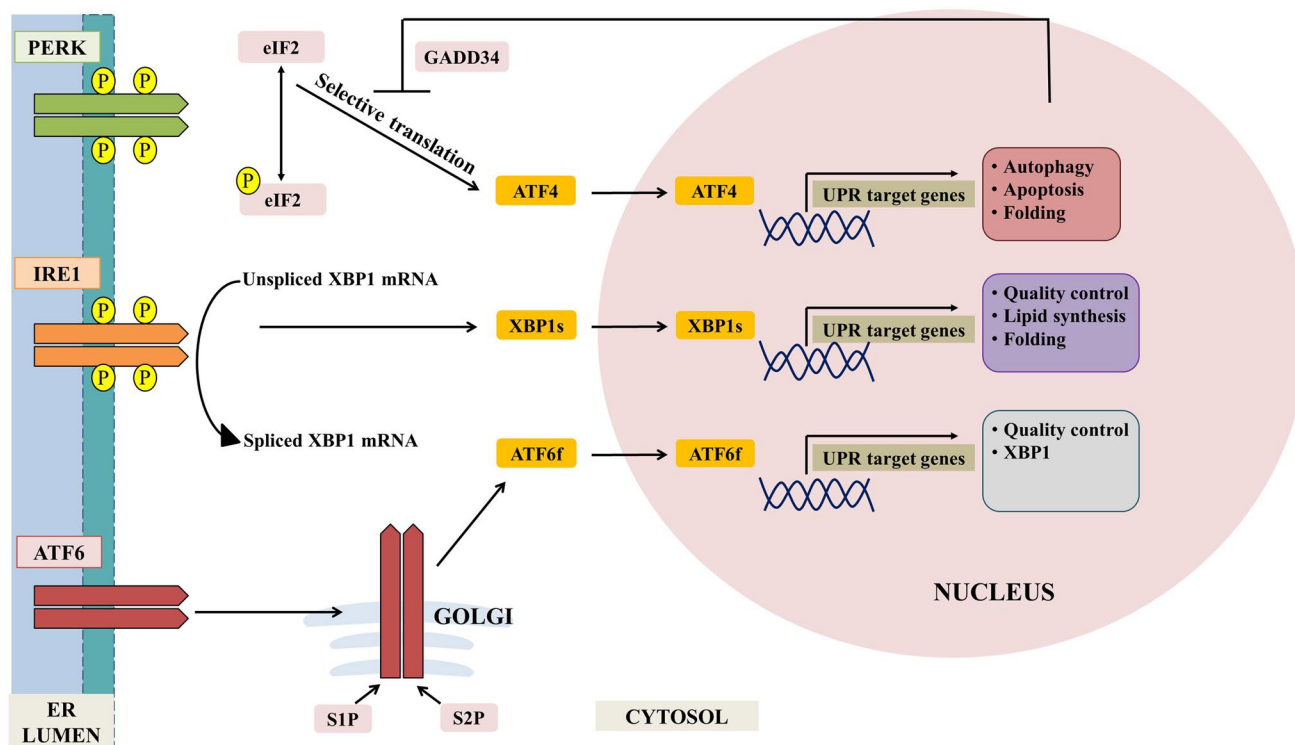 PERK
P
P
P
P
eIF2
P
eIF2
Selective translation
GADD34
ATF4
ATF4
UPR target genes
• Autophagy
• Apoptosis
• Folding
IRE1
P
P
P
P
Unspliced XBP1 mRNA
Spliced XBP1 mRNA
XBP1s
XBP1s
UPR target genes
• Quality control
• Lipid synthesis
• Folding
ATF6f
ATF6f
UPR target genes
• Quality control
• XBP1
ATF6
GOLGI
S1P
S2P
NUCLEUS
CYTOSOL
ER
LUMEN